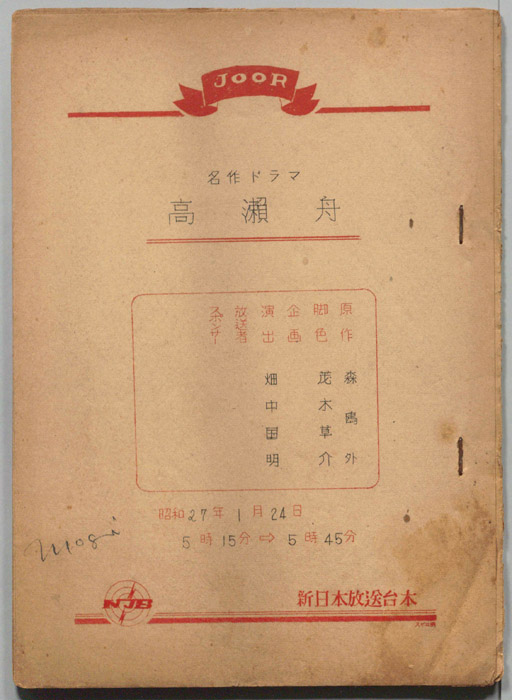 JOOR
名作ドラマ
高瀬舟
原作 森鴎外
脚色 茂木草介
企画
演出 畑中国明
放送者
スポンサー
昭和27年1月24日
5時15分⇨5時45分
Mogi
NJB
新日本放送台本